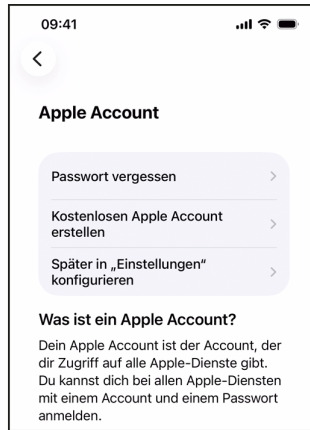 09:41
Apple Account
Passwort vergessen
Kostenlosen Apple Account
erstellen
Später in „Einstellungen“
konfigurieren
Was ist ein Apple Account?
Dein Apple Account ist der Account, der
dir Zugriff auf alle Apple-Dienste gibt.
Du kannst dich bei allen Apple-Diensten
mit einem Account und einem Passwort
anmelden.